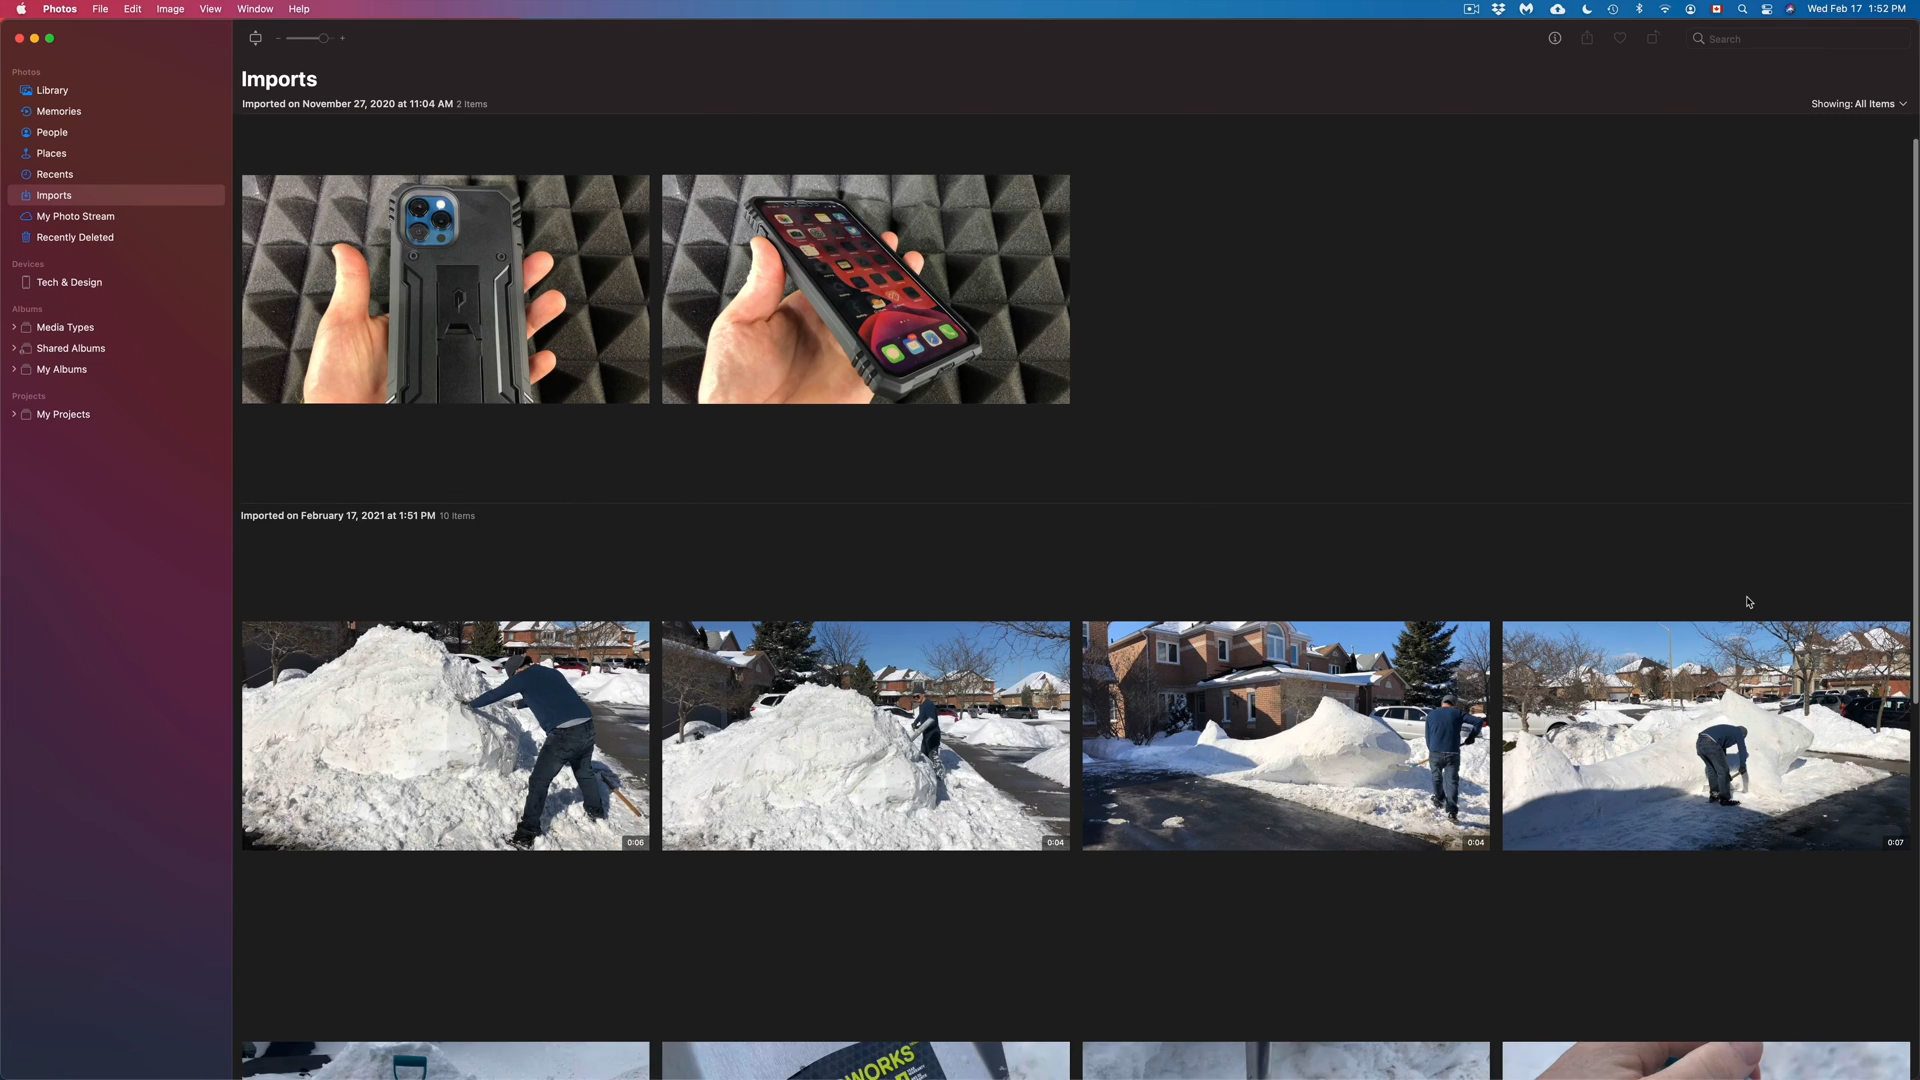 Photos File Edit Image View Window Help
Wed Feb 17 1:52 PM
Search
Photos
Library
Memories
People
Places
Recents
Imports
My Photo Stream
Recently Deleted
Devices
Tech & Design
Albums
Media Types
Shared Albums
My Albums
Projects
My Projects
Imports
Imported on November 27, 2020 at 11:04 AM 2 Items
Showing: All Items
Imported on February 17, 2021 at 1:51 PM 10 Items
0:06
0:04
0:04
0:07